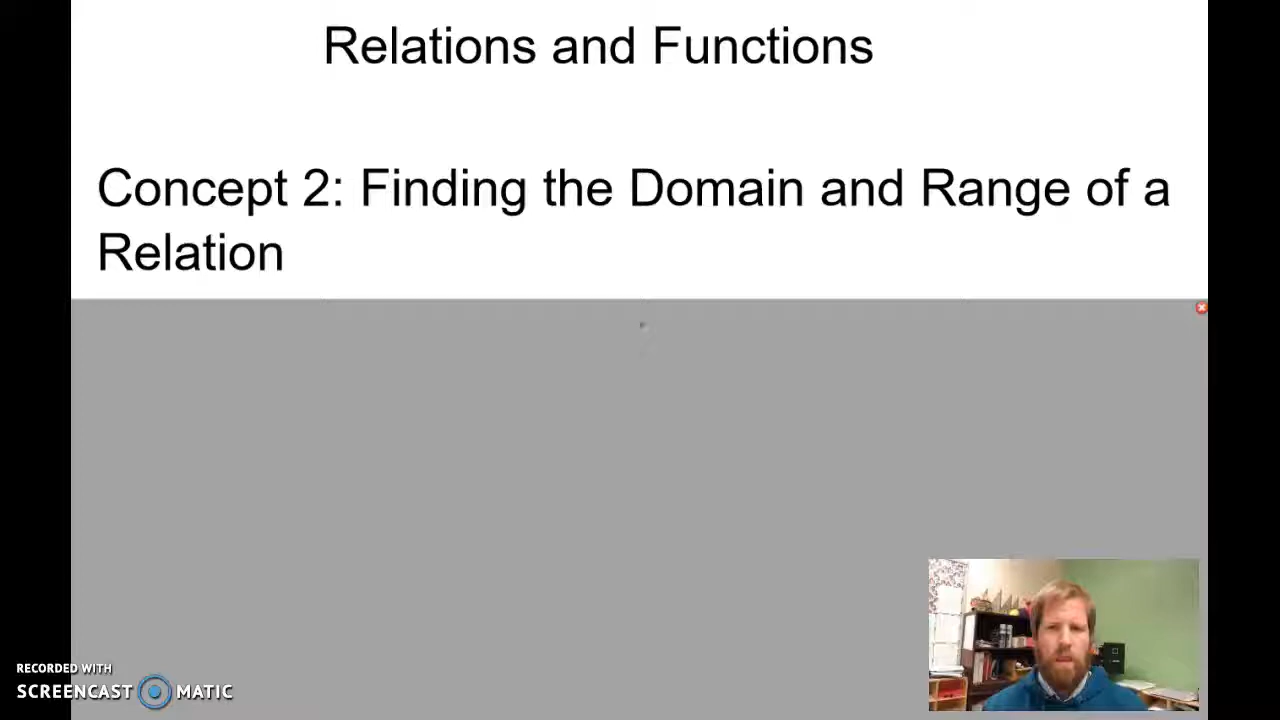 Relations and Functions
Concept 2: Finding the Domain and Range of a
Relation
RECORDED WITH
SCREENCAST MATIC